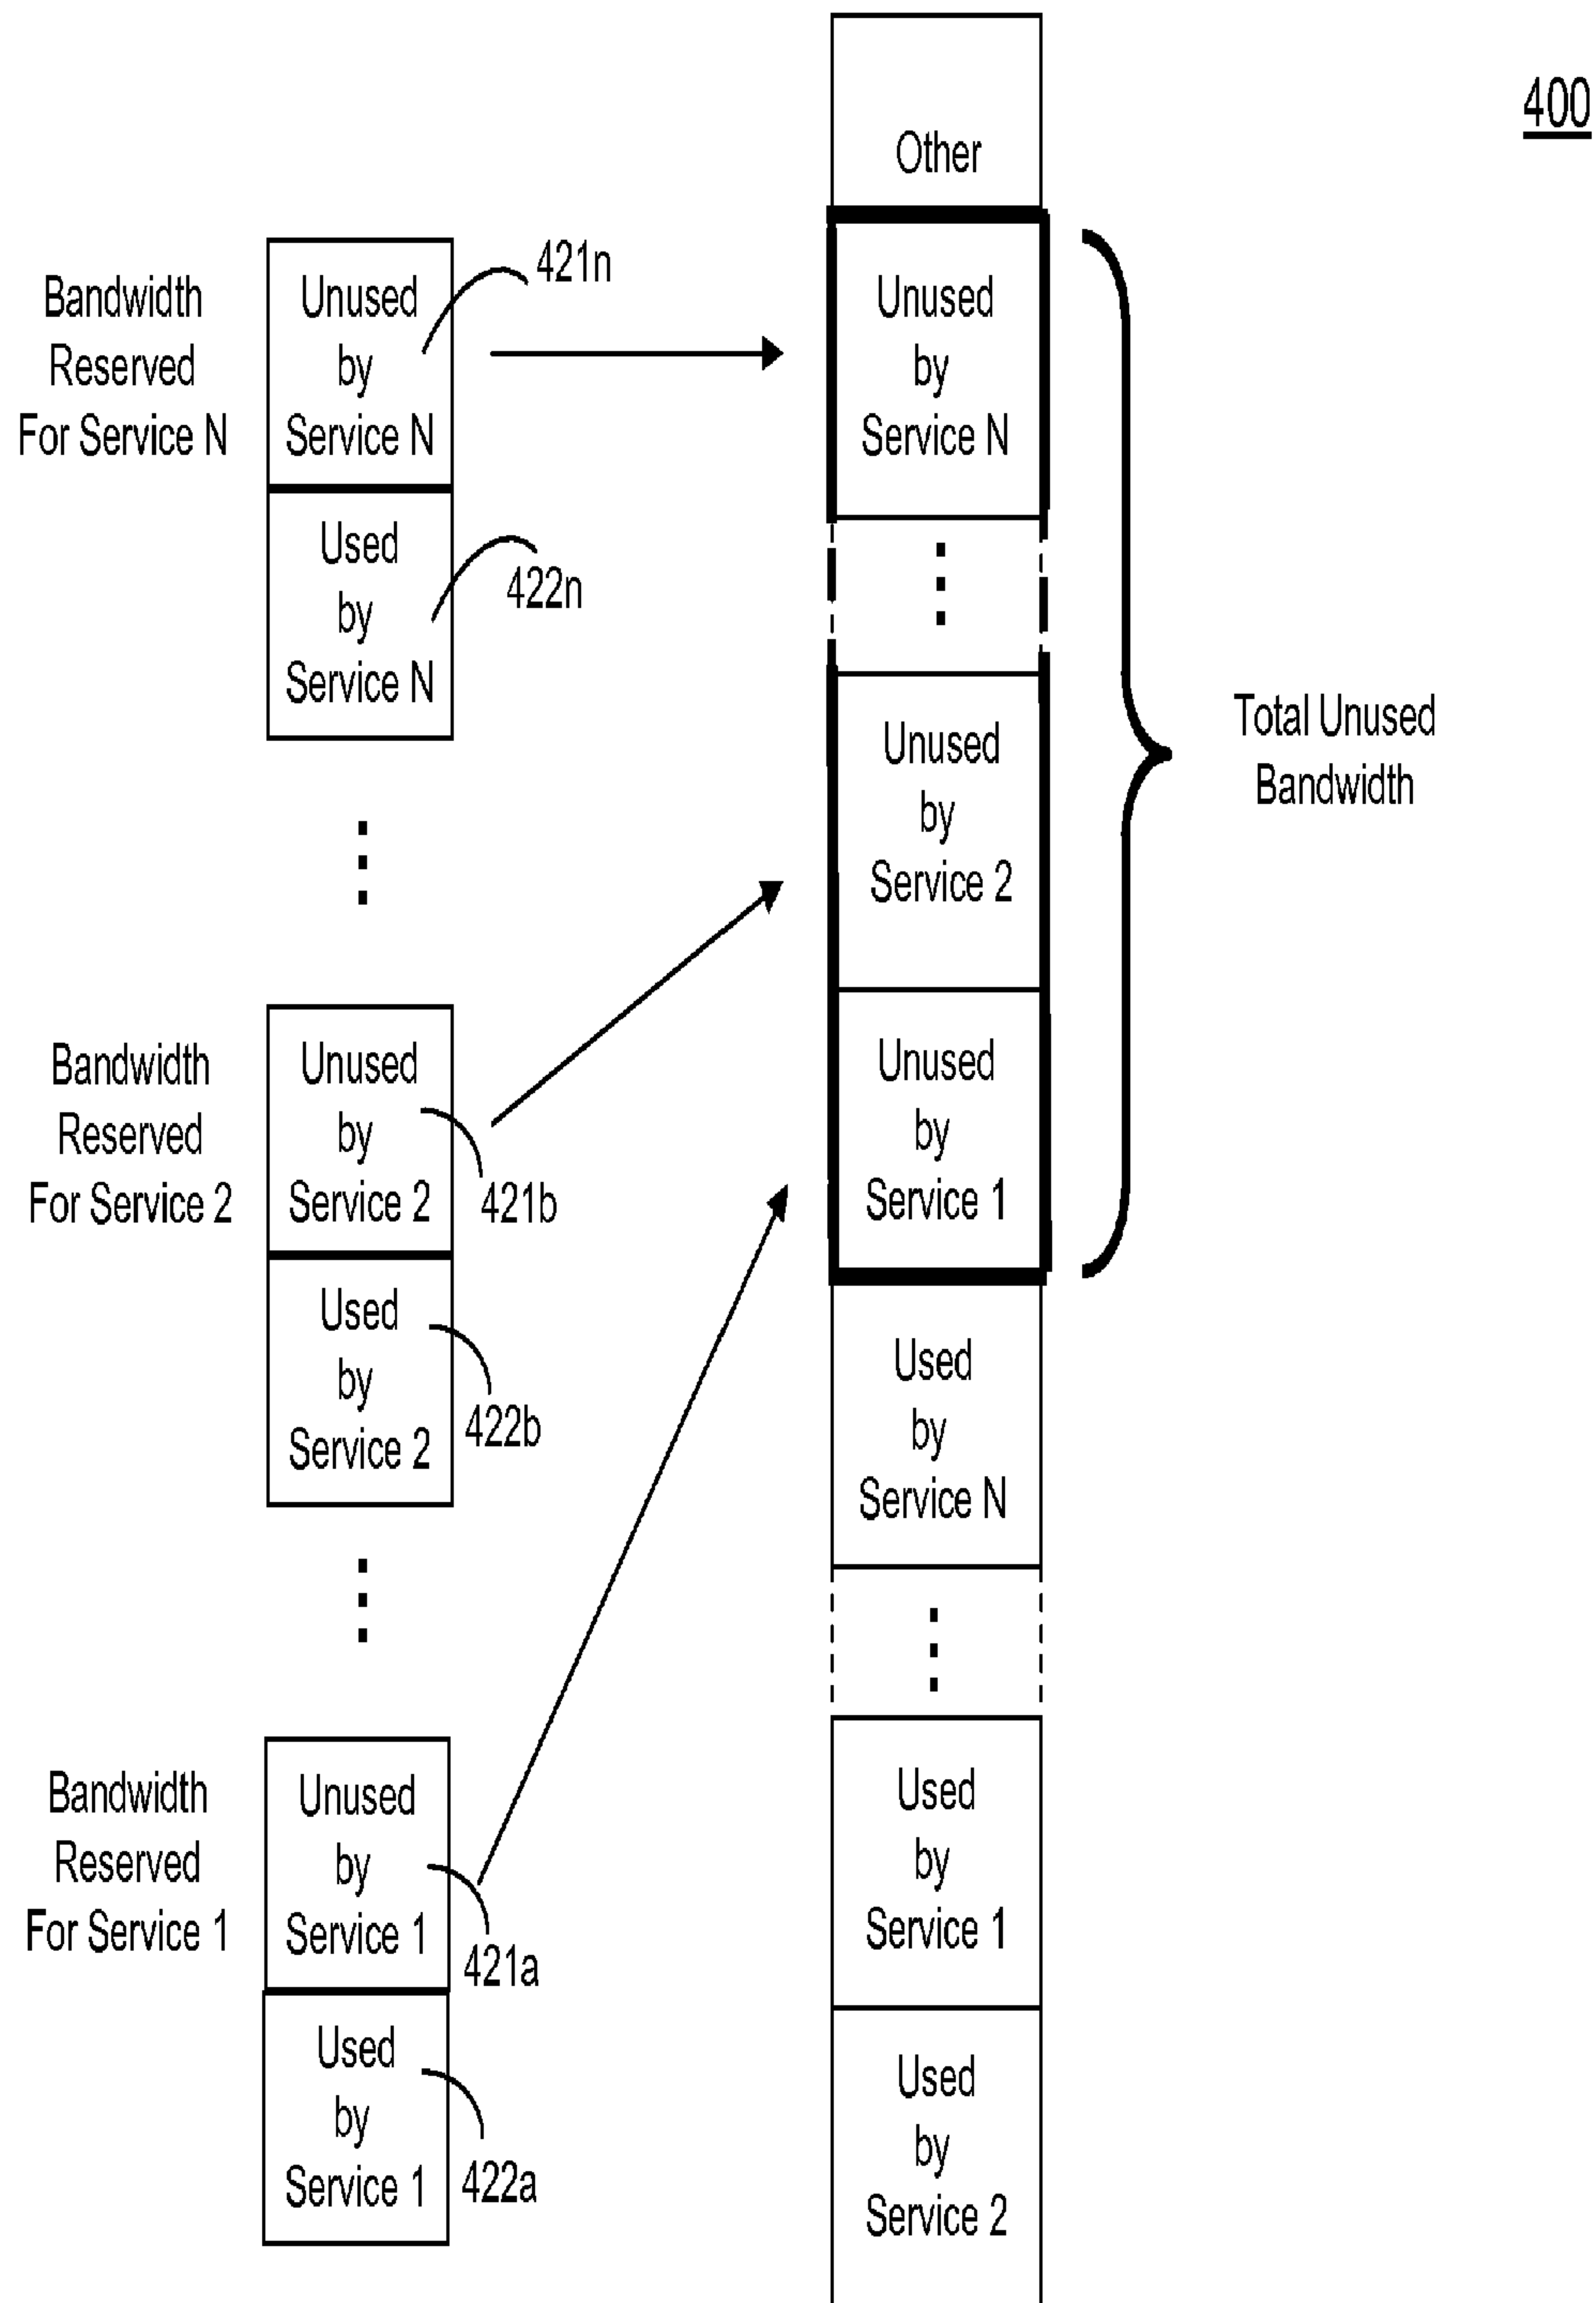 400
Other
Bandwidth
Reserved
For Service N
Unused
by
Service N
421n
Used
by
Service N
422n
Unused
by
Service N
Unused
by
Service 2
Unused
by
Service 1
Total Unused
Bandwidth
Bandwidth
Reserved
For Service 2
Unused
by
Service 2
421b
Used
by
Service 2
422b
Used
by
Service N
Bandwidth
Reserved
For Service 1
Unused
by
Service 1
421a
Used
by
Service 1
422a
Used
by
Service 1
Used
by
Service 2